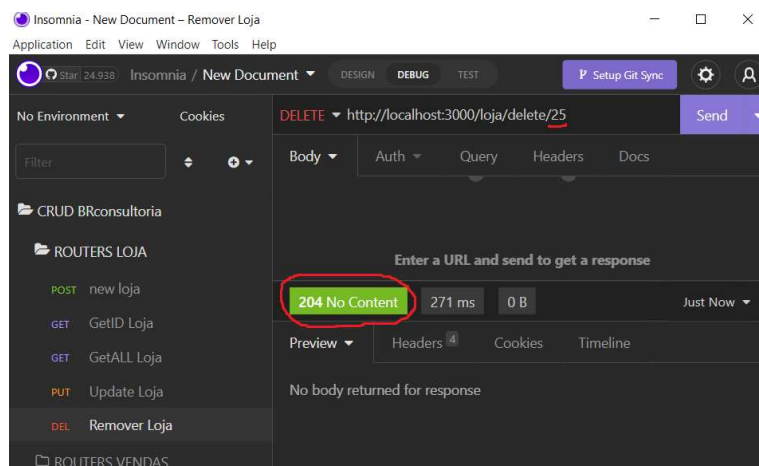 Insomnia - New Document – Remover Loja
Application Edit View Window Tools Help
Star 24.938 Insomnia / New Document DESIGN DEBUG TEST Setup Git Sync
No Environment Cookies DELETE http://localhost:3000/loja/delete/25 Send
Filter Body Auth Query Headers Docs
CRUD BRconsultoria
ROUTERS LOJA Enter a URL and send to get a response
POST new loja 204 No Content 271 ms 0 B Just Now
GET GetID Loja
GET GetALL Loja Preview Headers 4 Cookies Timeline
PUT Update Loja No body returned for response
DEL Remover Loja
ROUTERS VENDAS